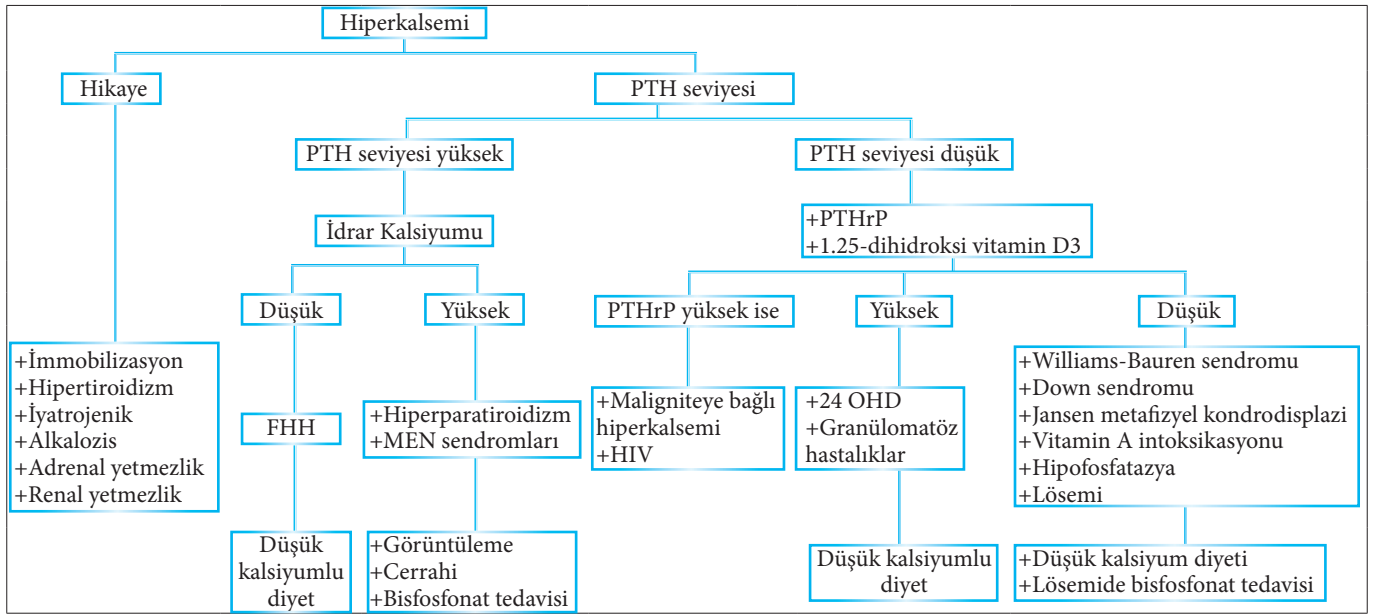 Hiperkalsemi
Hikaye
PTH seviyesi
PTH seviyesi yüksek
PTH seviyesi düşük
İdrar Kalsiyumu
+PTHrP
+1.25-dihidroksi vitamin D3
Düşük
Yüksek
PTHrP yüksek ise
Yüksek
Düşük
+İmmobilizasyon
+Hipertiroidizm
+İyatrojenik
+Alkalozis
+Adrenal yetmezlik
+Renal yetmezlik
FHH
+Hiperparatiroidizm
+MEN sendromları
+Maligniteye bağlı
hiperkalsemi
+HIV
+24 OHD
+Granülomatöz
hastalıklar
+Williams-Bauren sendromu
+Down sendromu
+Jansen metafizyel kondrodisplazi
+Vitamin A intoksikasyonu
+Hipofosfatazya
+Lösemi
Düşük
kalsiyumlu
diyet
+Görüntüleme
+Cerrahi
+Bisfosfonat tedavisi
Düşük kalsiyumlu
diyet
+Düşük kalsiyum diyeti
+Lösemide bisfosfonat tedavisi